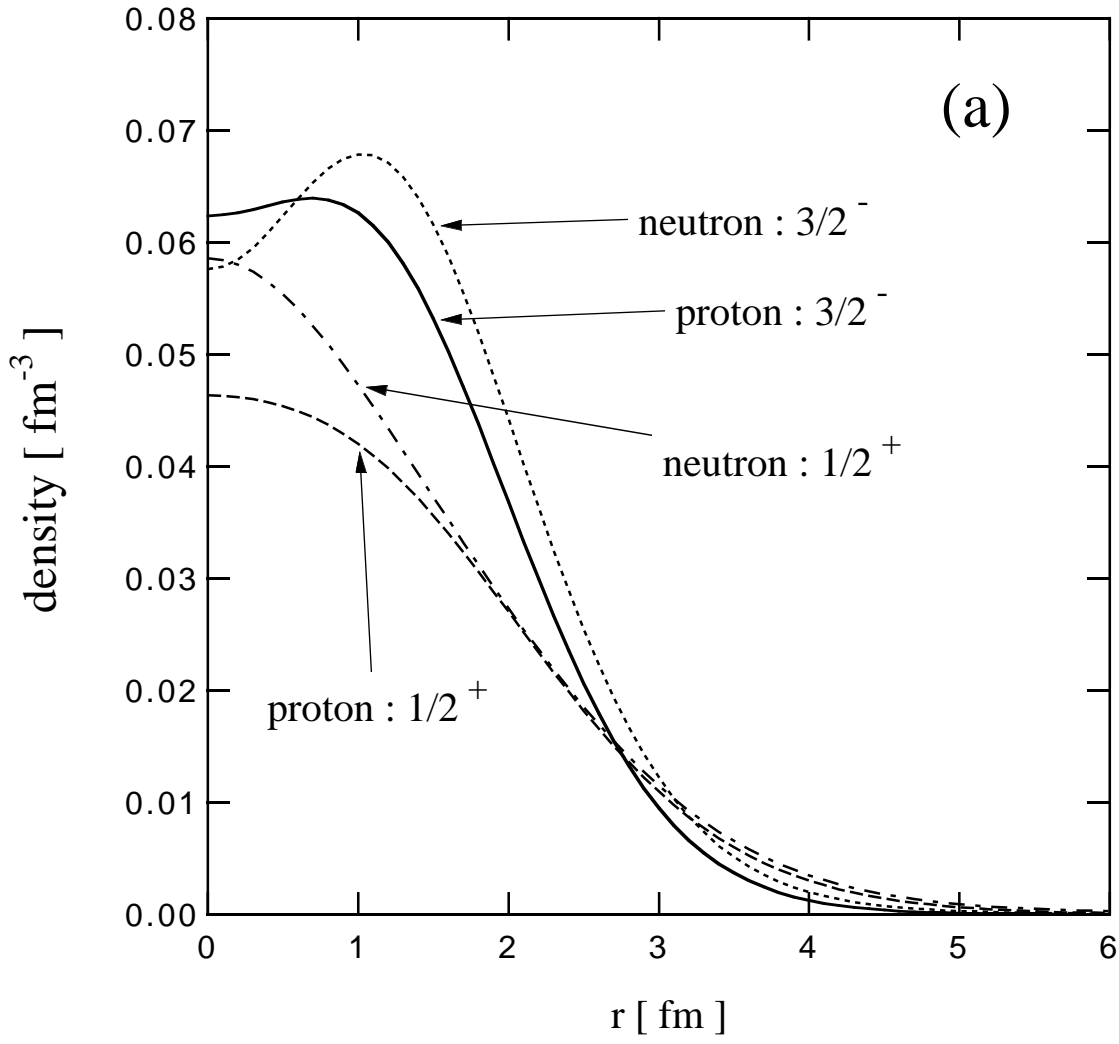 0.08
(a)
0.07
neutron : 3/2 -
0.06
proton : 3/2 -
0.05
neutron : 1/2 +
0.04
density [ fm-3 ]
0.03
proton : 1/2 +
0.02
0.01
0.00
0 1 2 3 4 5 6
r [ fm ]